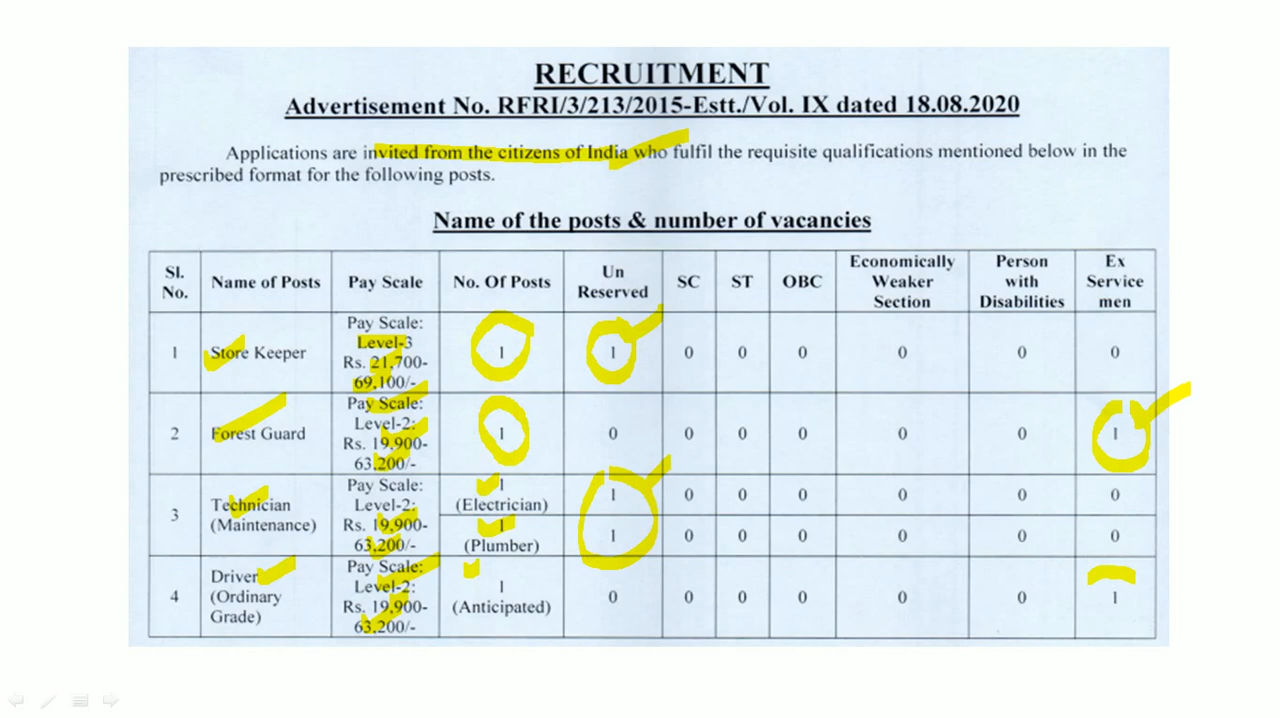 RECRUITMENT
Advertisement No. RFRI/3/213/2015-Estt./Vol. IX dated 18.08.2020
Applications are invited from the citizens of India who fulfil the requisite qualifications mentioned below in the
prescribed format for the following posts.
Name of the posts & number of vacancies
Sl. No. Name of Posts Pay Scale No. Of Posts Un Reserved SC ST OBC Economically Weaker Section Person with Disabilities Ex Service men
1 Store Keeper Pay Scale: Level-3 Rs. 21,700-69,100/- 1 1 0 0 0 0 0 0
2 Forest Guard Pay Scale: Level-2: Rs. 19,900-63,200/- 1 0 0 0 0 0 0 1
3 Technician (Maintenance) Pay Scale: Level-2: Rs. 19,900-63,200/- 1 (Electrician) 1 0 0 0 0 0 0
1 (Plumber) 1 0 0 0 0 0 0
4 Driver (Ordinary Grade) Pay Scale: Level-2: Rs. 19,900-63,200/- 1 (Anticipated) 0 0 0 0 0 0 1